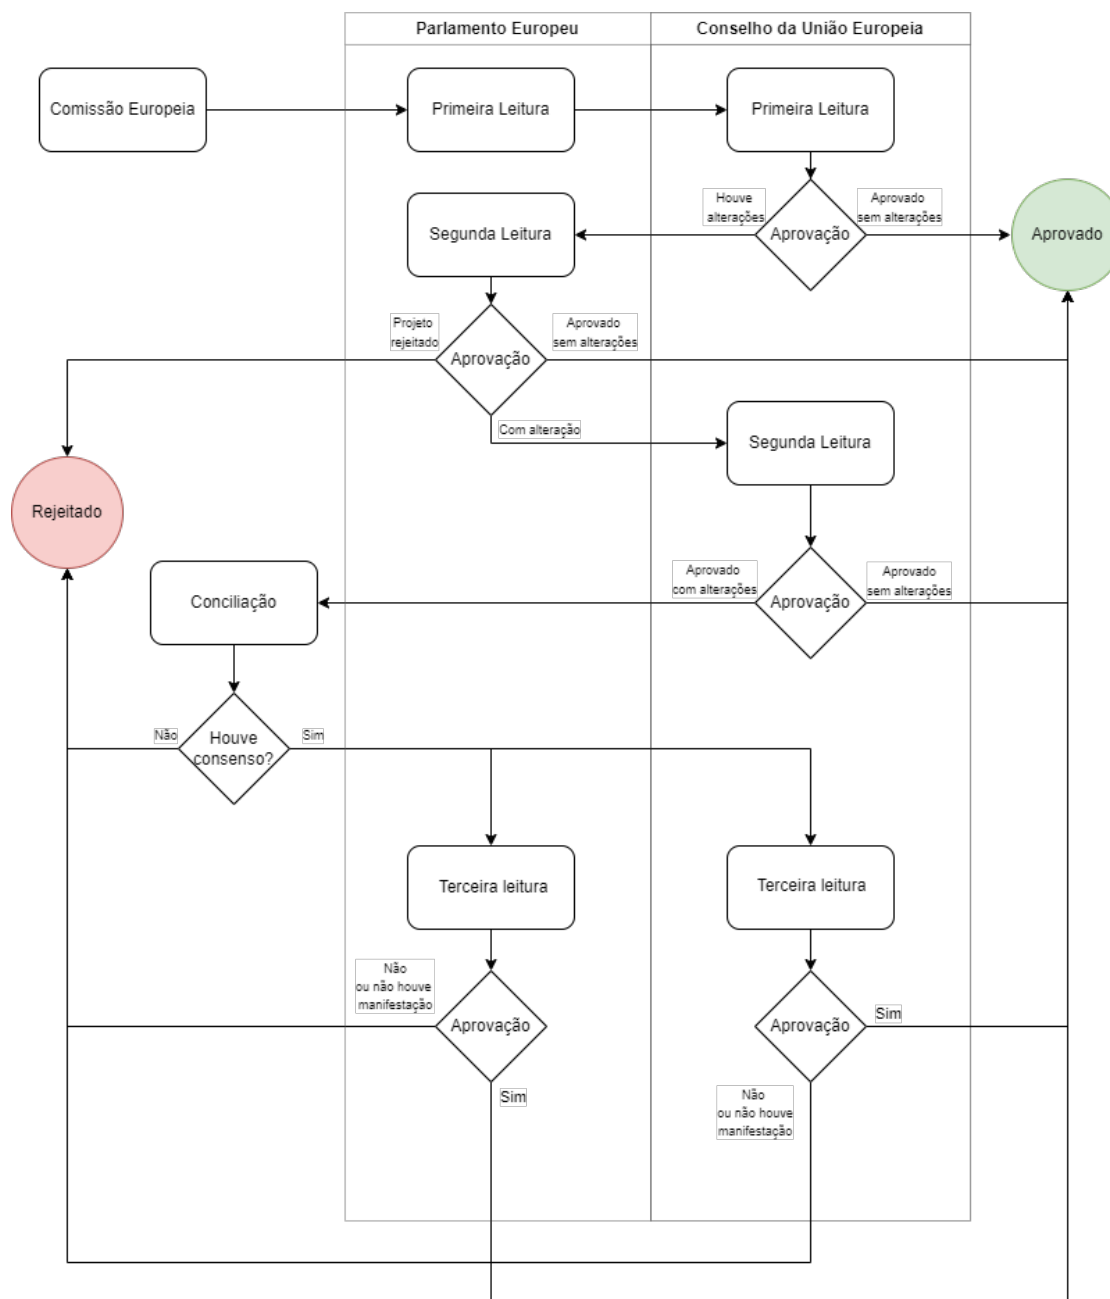 Parlamento Europeu
Conselho da União Europeia
Comissão Europeia
Primeira Leitura
Primeira Leitura
Houve
alterações
Aprovado
sem alterações
Segunda Leitura
Aprovação
Aprovado
Projeto
rejeitado
Aprovado
sem alterações
Aprovação
Com alteração
Segunda Leitura
Rejeitado
Aprovado
com alterações
Aprovado
sem alterações
Conciliação
Aprovação
Não
Houve
consenso?
Sim
Terceira leitura
Terceira leitura
Não
ou não houve
manifestação
Aprovação
Aprovação
Sim
Sim
Não
ou não houve
manifestação